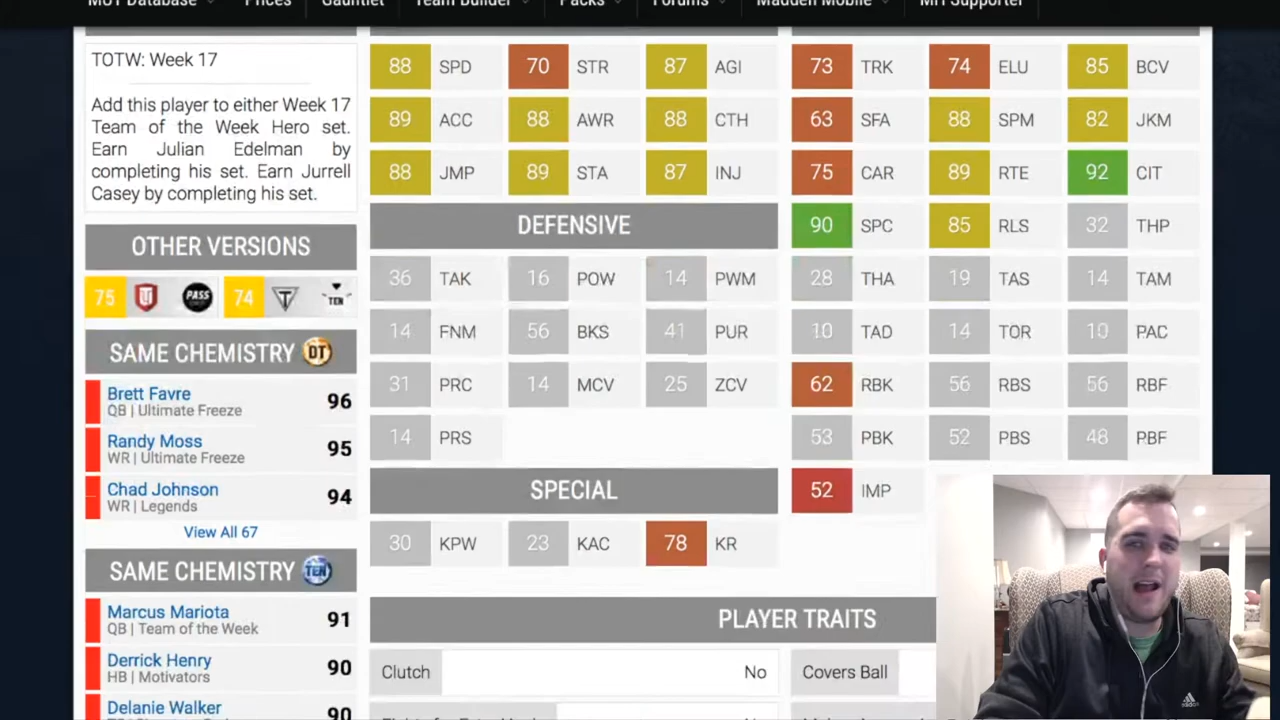 MUT Database Prices Gauntlet Team Builder Packs Forums Madden Mobile MH Supporter
TOTW: Week 17
Add this player to either Week 17
Team of the Week Hero set.
Earn Julian Edelman by
completing his set. Earn Jurrell
Casey by completing his set.
OTHER VERSIONS
75 PASS 74 T TEN
SAME CHEMISTRY DT
Brett Favre
QB | Ultimate Freeze
96
Randy Moss
WR | Ultimate Freeze
95
Chad Johnson
WR | Legends
94
View All 67
SAME CHEMISTRY TEN
Marcus Mariota
QB | Team of the Week
91
Derrick Henry
HB | Motivators
90
Delanie Walker
90
88 SPD 70 STR 87 AGI
89 ACC 88 AWR 88 CTH
88 JMP 89 STA 87 INJ
DEFENSIVE
36 TAK 16 POW 14 PWM
14 FNM 56 BKS 41 PUR
31 PRC 14 MCV 25 ZCV
14 PRS
SPECIAL
30 KPW 23 KAC 78 KR
73 TRK 74 ELU 85 BCV
63 SFA 88 SPM 82 JKM
75 CAR 89 RTE 92 CIT
90 SPC 85 RLS 32 THP
28 THA 19 TAS 14 TAM
10 TAD 14 TOR 10 PAC
62 RBK 56 RBS 56 RBF
53 PBK 52 PBS 48 PBF
52 IMP
PLAYER TRAITS
Clutch No Covers Ball